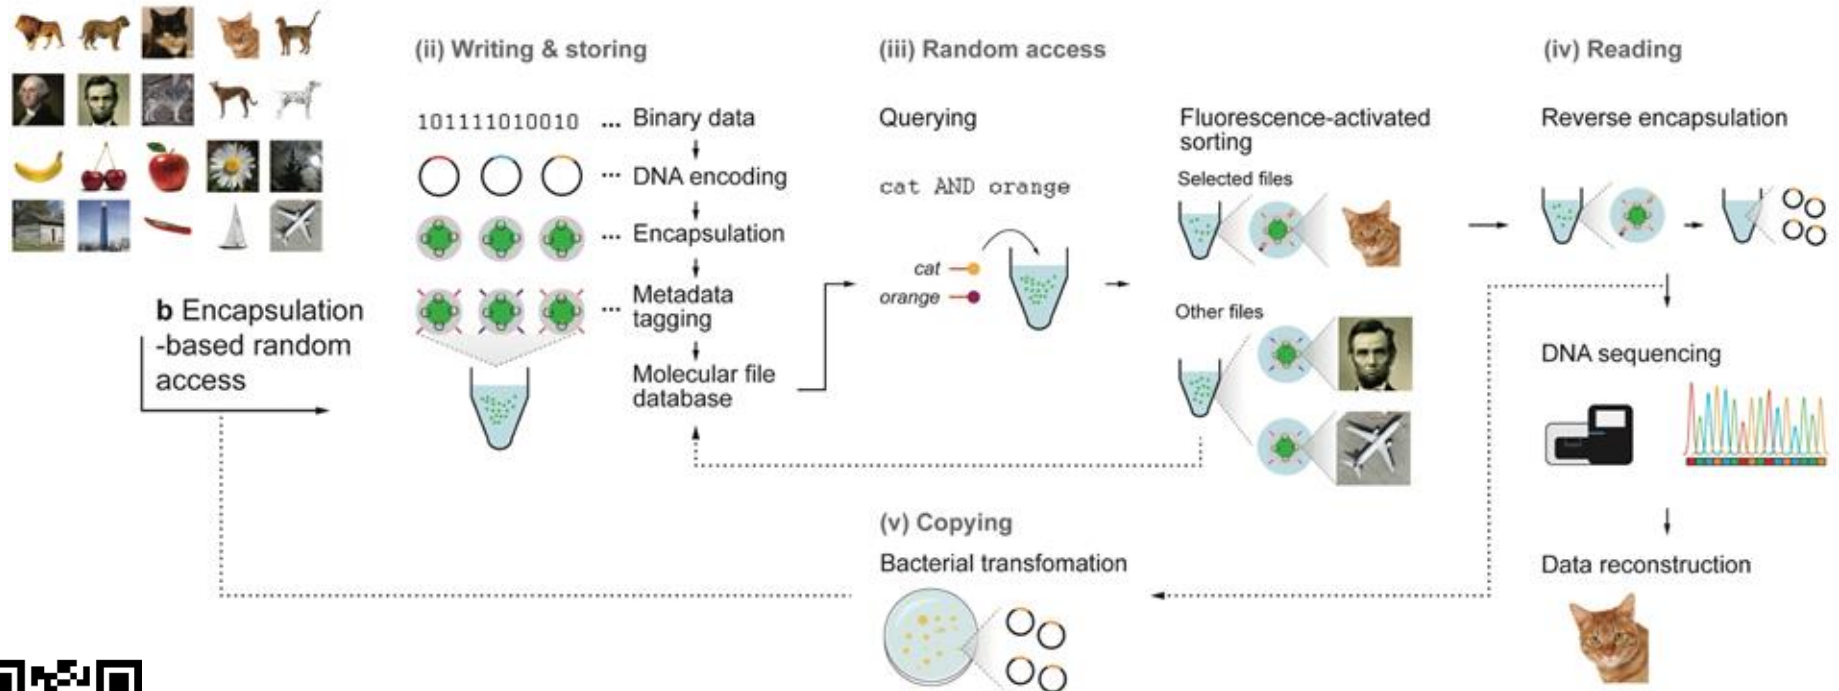 (ii) Writing & storing
101111010010 ... Binary data
... DNA encoding
... Encapsulation
... Metadata
tagging
Molecular file
database
b Encapsulation
-based random
access
(iii) Random access
Querying
cat AND orange
cat
orange
Fluorescence-activated
sorting
Selected files
Other files
(iv) Reading
Reverse encapsulation
DNA sequencing
Data reconstruction
(v) Copying
Bacterial transfomation